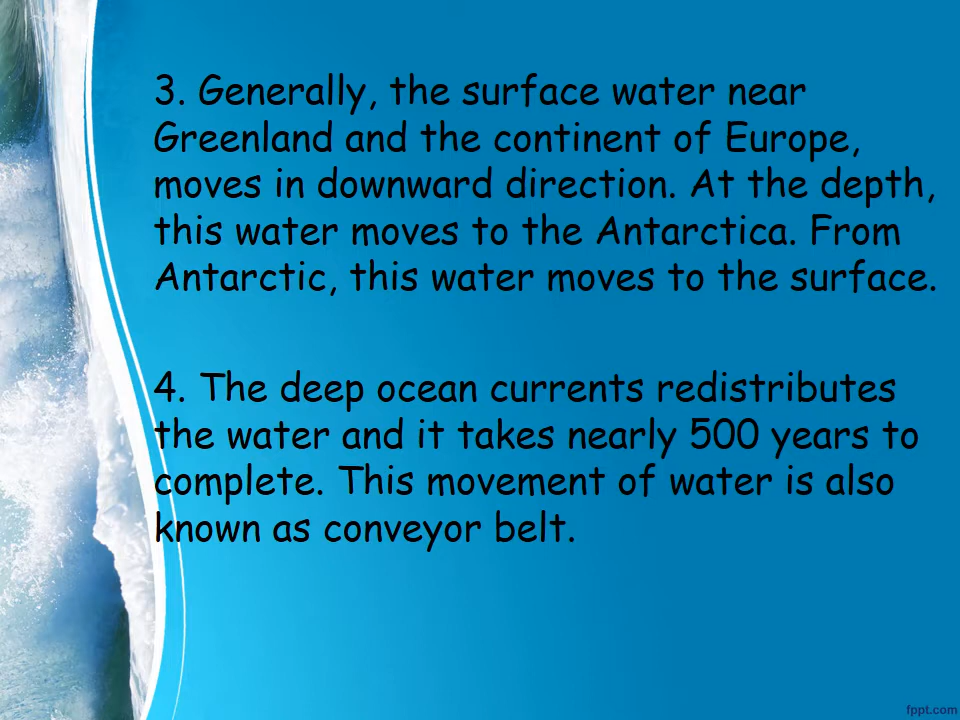 3. Generally, the surface water near
Greenland and the continent of Europe,
moves in downward direction. At the depth,
this water moves to the Antarctica. From
Antarctic, this water moves to the surface.
4. The deep ocean currents redistributes
the water and it takes nearly 500 years to
complete. This movement of water is also
known as conveyor belt.
fppt.com